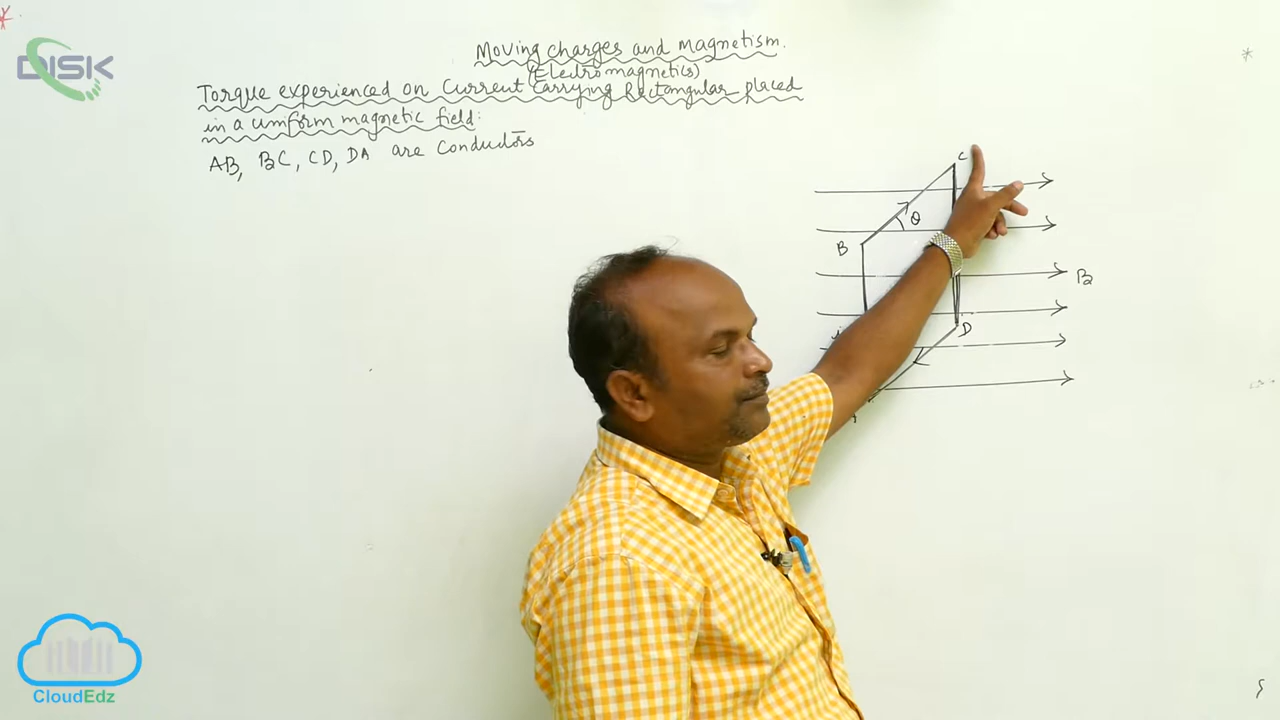 DISK
Moving charges and magnetism.
(Electromagnetics)
Torque experienced on Current Carrying Rectangular placed
in a uniform magnetic field:
AB, BC, CD, DA are Conductors
C
θ
B
B
D
CloudEdz